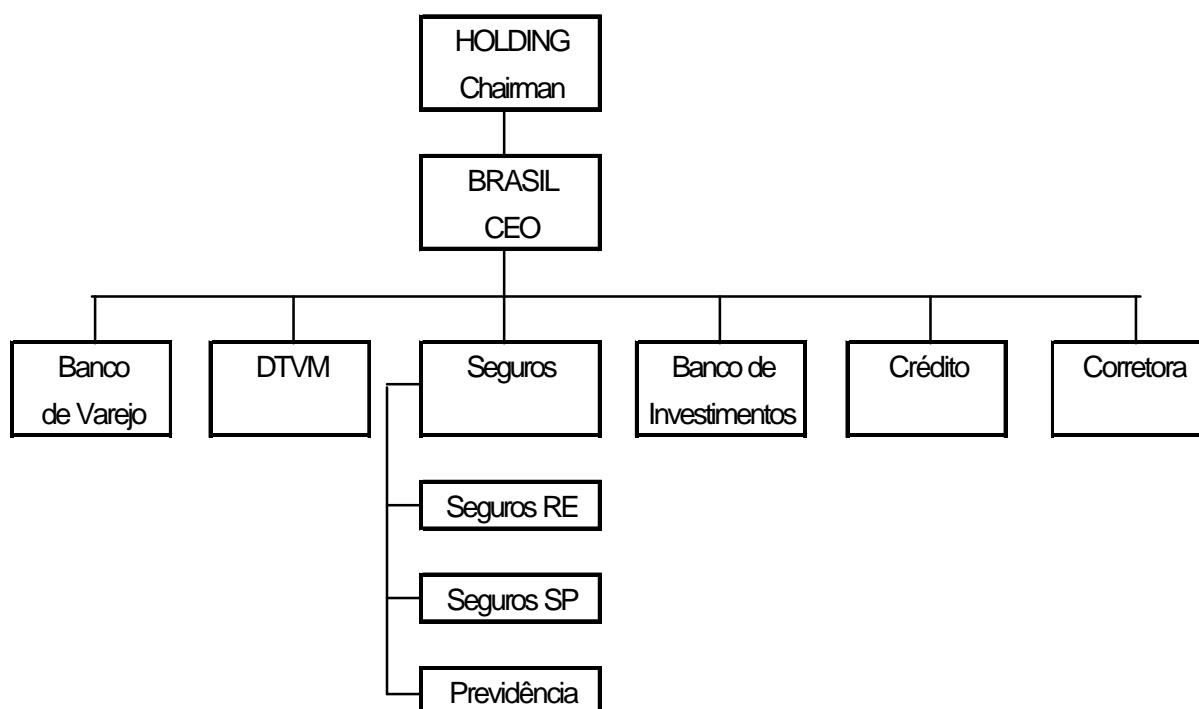 HOLDING
Chairman
BRASIL
CEO
Banco
de Varejo
DTVM
Seguros
Banco de
Investimentos
Crédito
Corretora
Seguros RE
Seguros SP
Previdência